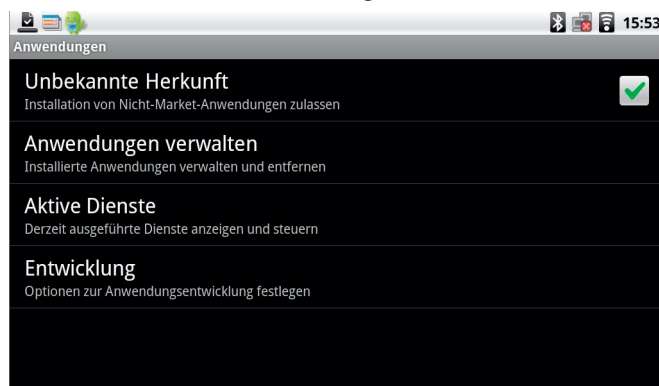 15:53
Anwendungen
Unbekannte Herkunft
Installation von Nicht-Market-Anwendungen zulassen
Anwendungen verwalten
Installierte Anwendungen verwalten und entfernen
Aktive Dienste
Derzeit ausgeführte Dienste anzeigen und steuern
Entwicklung
Optionen zur Anwendungsentwicklung festlegen